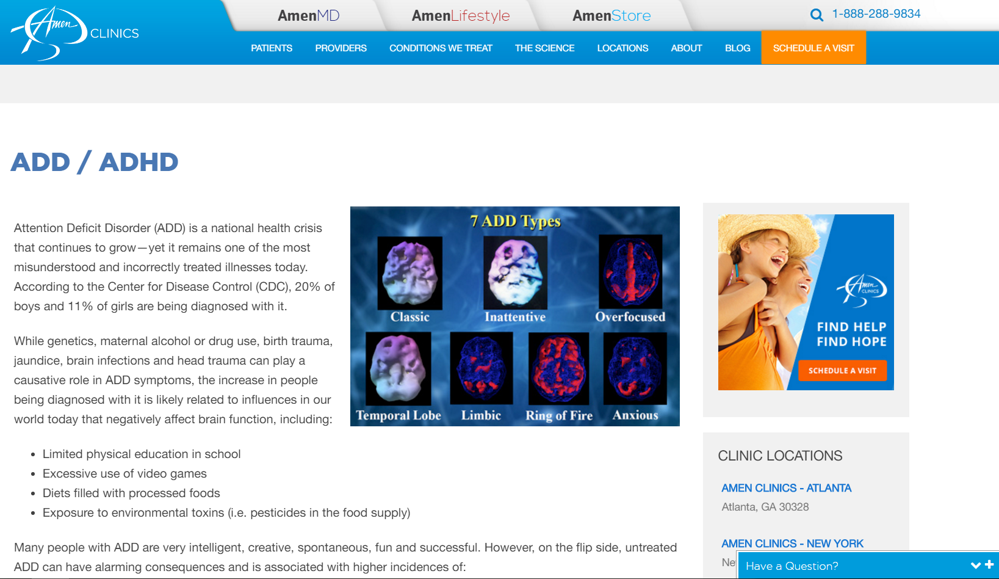 Amen CLINICS
AmenMD
AmenLifestyle
AmenStore
1-888-288-9834
PATIENTS
PROVIDERS
CONDITIONS WE TREAT
THE SCIENCE
LOCATIONS
ABOUT
BLOG
SCHEDULE A VISIT
ADD / ADHD
Attention Deficit Disorder (ADD) is a national health crisis
that continues to grow—yet it remains one of the most
misunderstood and incorrectly treated illnesses today.
According to the Center for Disease Control (CDC), 20% of
boys and 11% of girls are being diagnosed with it.
While genetics, maternal alcohol or drug use, birth trauma,
jaundice, brain infections and head trauma can play a
causative role in ADD symptoms, the increase in people
being diagnosed with it is likely related to influences in our
world today that negatively affect brain function, including:
• Limited physical education in school
• Excessive use of video games
• Diets filled with processed foods
• Exposure to environmental toxins (i.e. pesticides in the food supply)
Many people with ADD are very intelligent, creative, spontaneous, fun and successful. However, on the flip side, untreated
ADD can have alarming consequences and is associated with higher incidences of:
7 ADD Types
Classic
Inattentive
Overfocused
Temporal Lobe
Limbic
Ring of Fire
Anxious
Amen
CLINICS
FIND HELP
FIND HOPE
SCHEDULE A VISIT
CLINIC LOCATIONS
AMEN CLINICS - ATLANTA
Atlanta, GA 30328
AMEN CLINICS - NEW YORK
Have a Question?